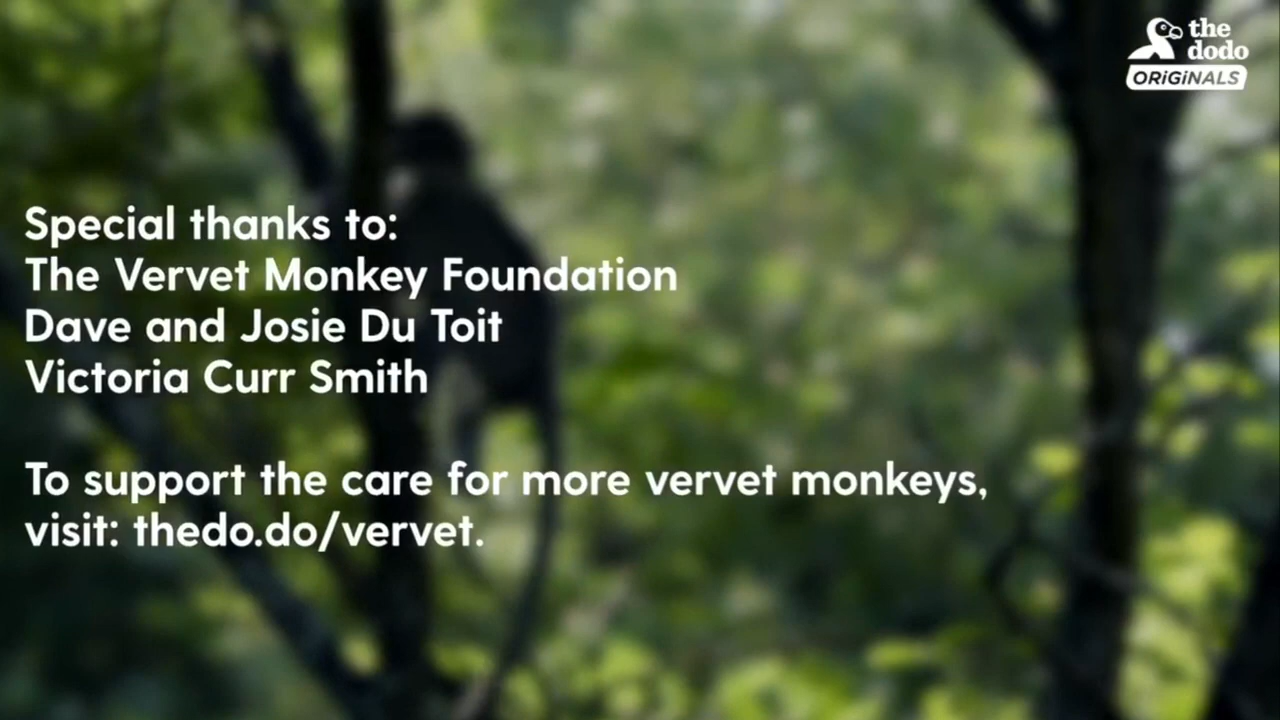 the
dodo
ORiGiNALS
Special thanks to:
The Vervet Monkey Foundation
Dave and Josie Du Toit
Victoria Curr Smith
To support the care for more vervet monkeys,
visit: thedo.do/vervet.